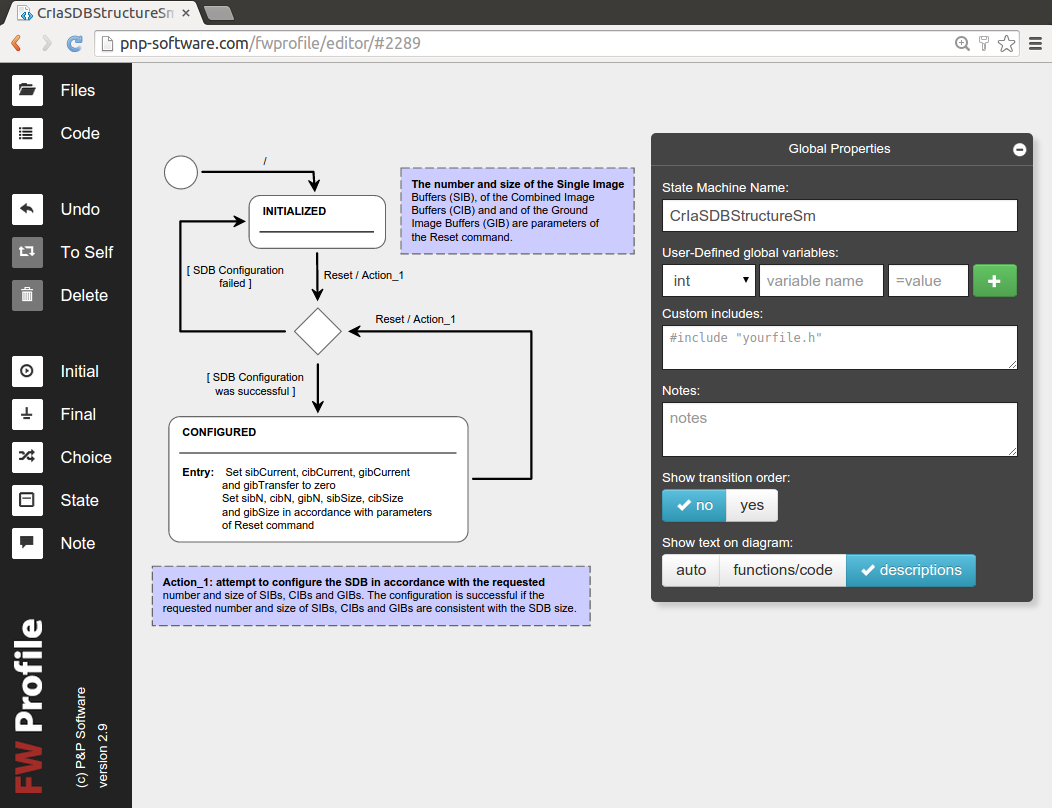 CrIaSDBStructureSn
pnp-software.com/fwprofile/editor/#2289
Files
Code
Undo
To Self
Delete
Initial
Final
Choice
State
Note
FW Profile
(c) P&P Software
version 2.9
/
INITIALIZED
The number and size of the Single Image
Buffers (SIB), of the Combined Image
Buffers (CIB) and and of the Ground
Image Buffers (GIB) are parameters of
the Reset command.
[ SDB Configuration
failed ]
Reset / Action_1
Reset / Action_1
[ SDB Configuration
was successful ]
CONFIGURED
Entry: Set sibCurrent, cibCurrent, gibCurrent
and gibTransfer to zero
Set sibN, cibN, gibN, sibSize, cibSize
and gibSize in accordance with parameters
of Reset command
Action_1: attempt to configure the SDB in accordance with the requested
number and size of SIBs, CIBs and GIBs. The configuration is successful if the
requested number and size of SIBs, CIBs and GIBs are consistent with the SDB size.
Global Properties
State Machine Name:
CrIaSDBStructureSm
User-Defined global variables:
int variable name =value
Custom includes:
#include "yourfile.h"
Notes:
notes
Show transition order:
no yes
Show text on diagram:
auto functions/code descriptions